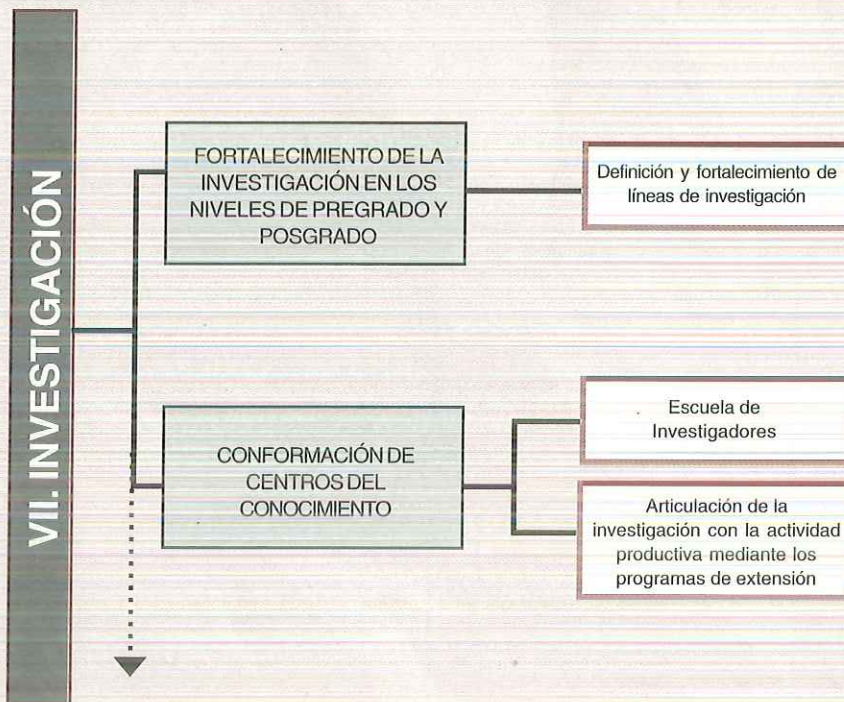 VII. INVESTIGACIÓN
FORTALECIMIENTO DE LA
INVESTIGACIÓN EN LOS
NIVELES DE PREGRADO Y
POSGRADO
Definición y fortalecimiento de
líneas de investigación
CONFORMACIÓN DE
CENTROS DEL
CONOCIMIENTO
Escuela de
Investigadores
Articulación de la
investigación con la actividad
productiva mediante los
programas de extensión